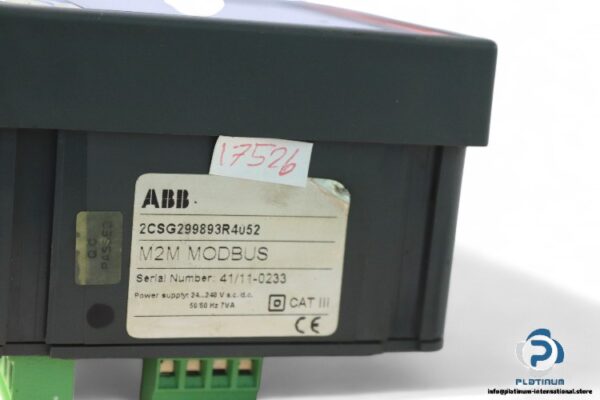 17526
ABB
2CSG299893R4052
M2M MODBUS
Serial Number: 41/11-0233
Power supply: 24...240 V a.c. /d.c.
50/60 Hz 7VA
CAT III
CE
Q.C.
PASSED
PLATINUM
info@platinum-international.store